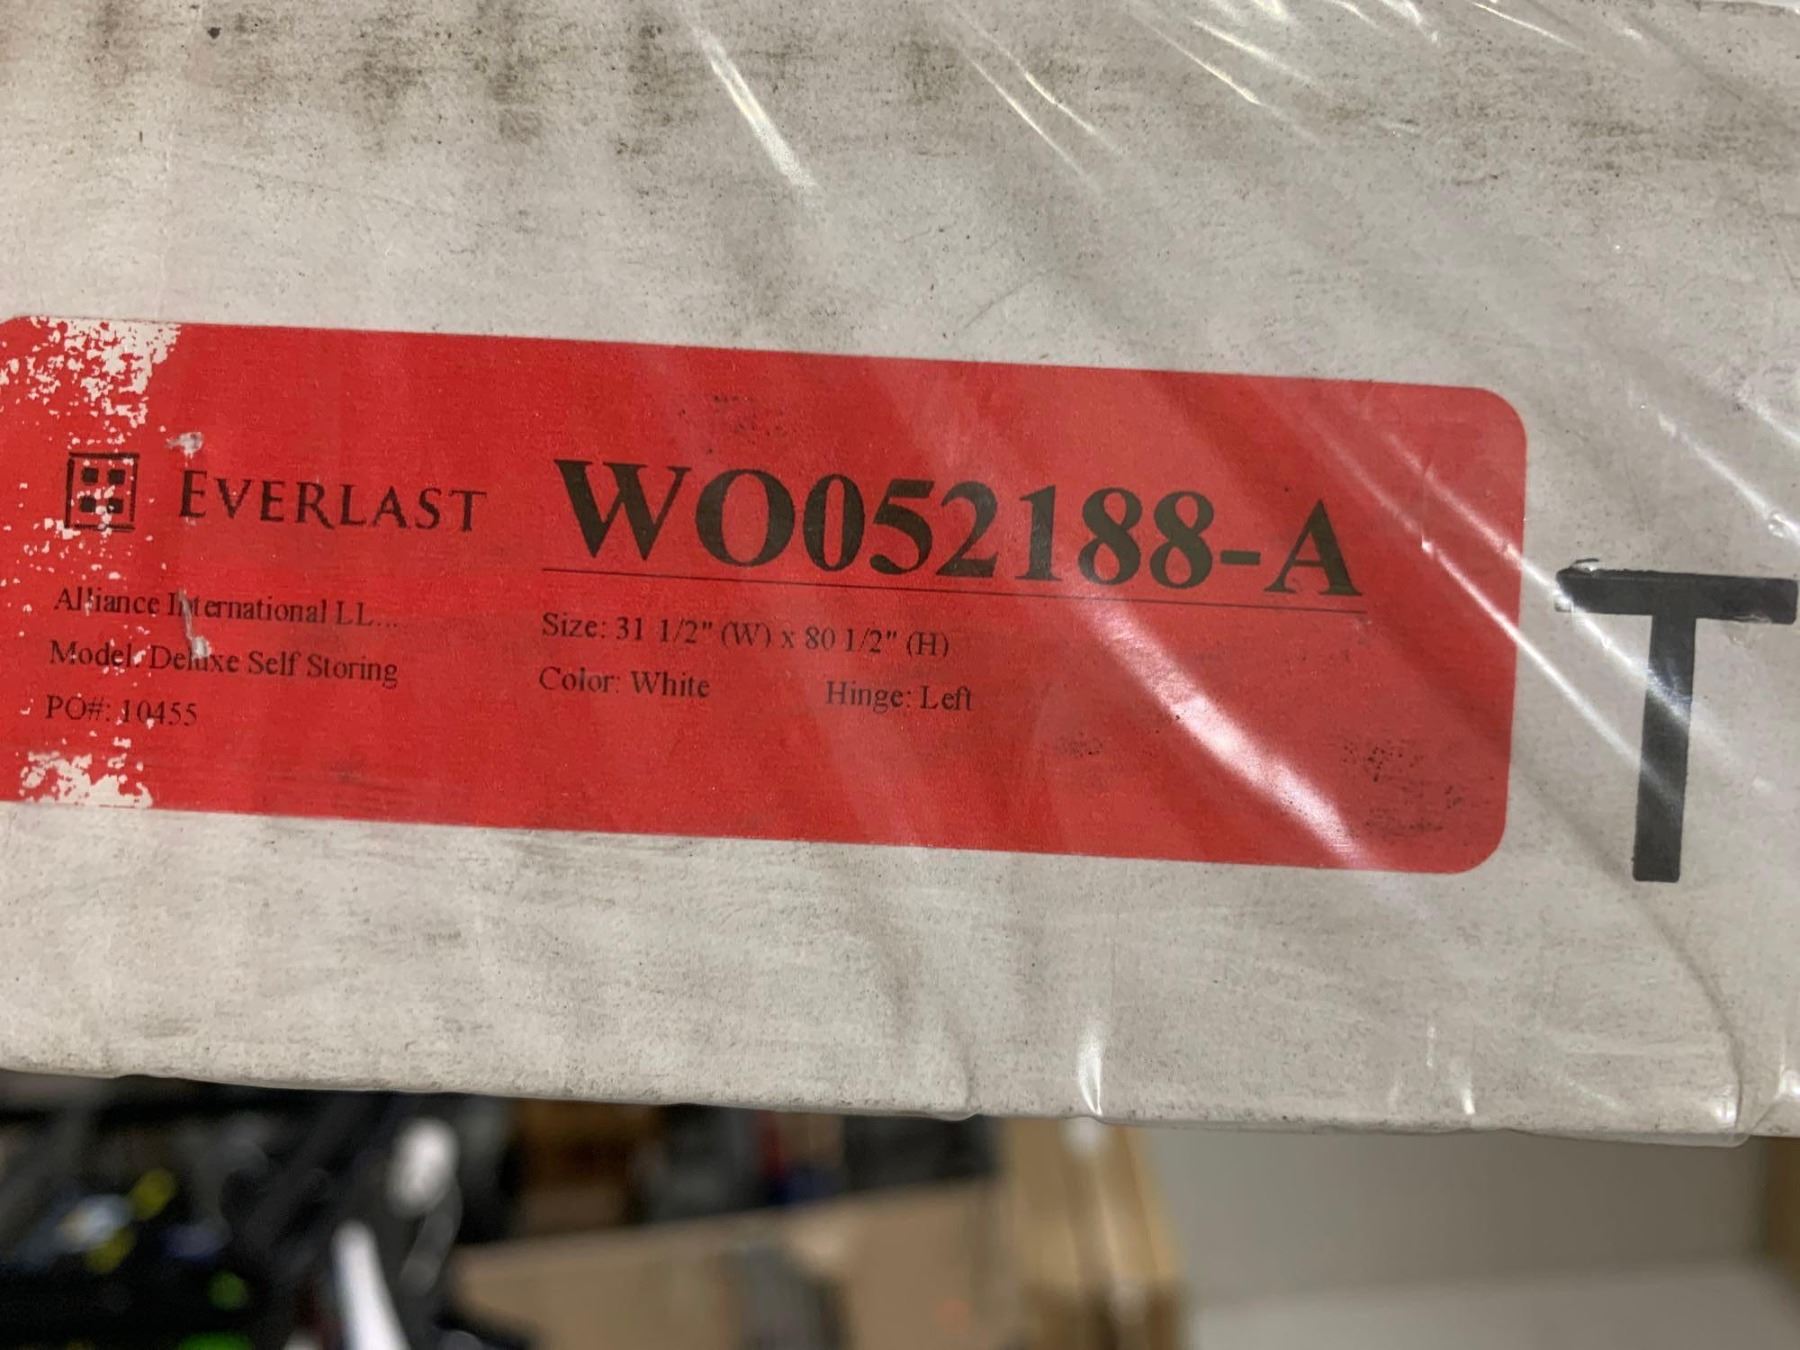 EVERLAST
WO052188-A
Alliance International LL...
Model: Deluxe Self Storing
PO#: 10455
Size: 31 1/2" (W) x 80 1/2" (H)
Color: White Hinge: Left
T